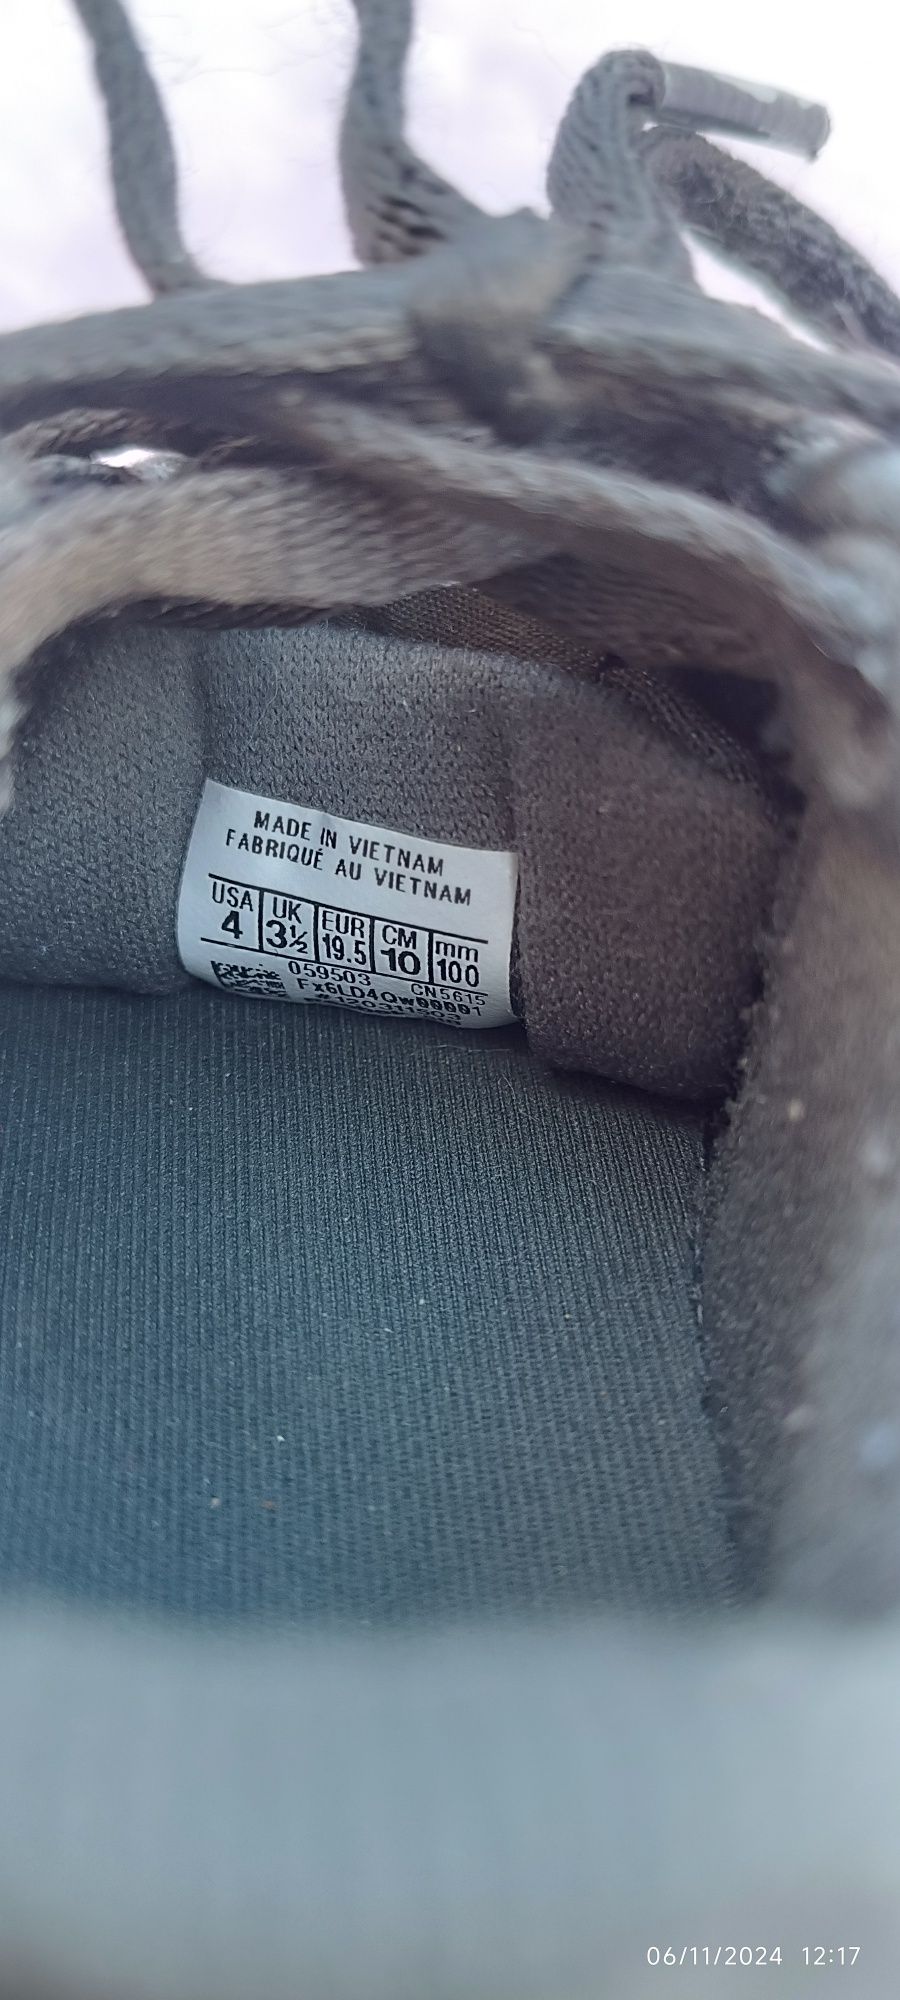 MADE IN VIETNAM
FABRIQUÉ AU VIETNAM
USA UK EUR CM mm
4 3½ 19.5 10 100
059503 CN5615
06/11/2024 12:17